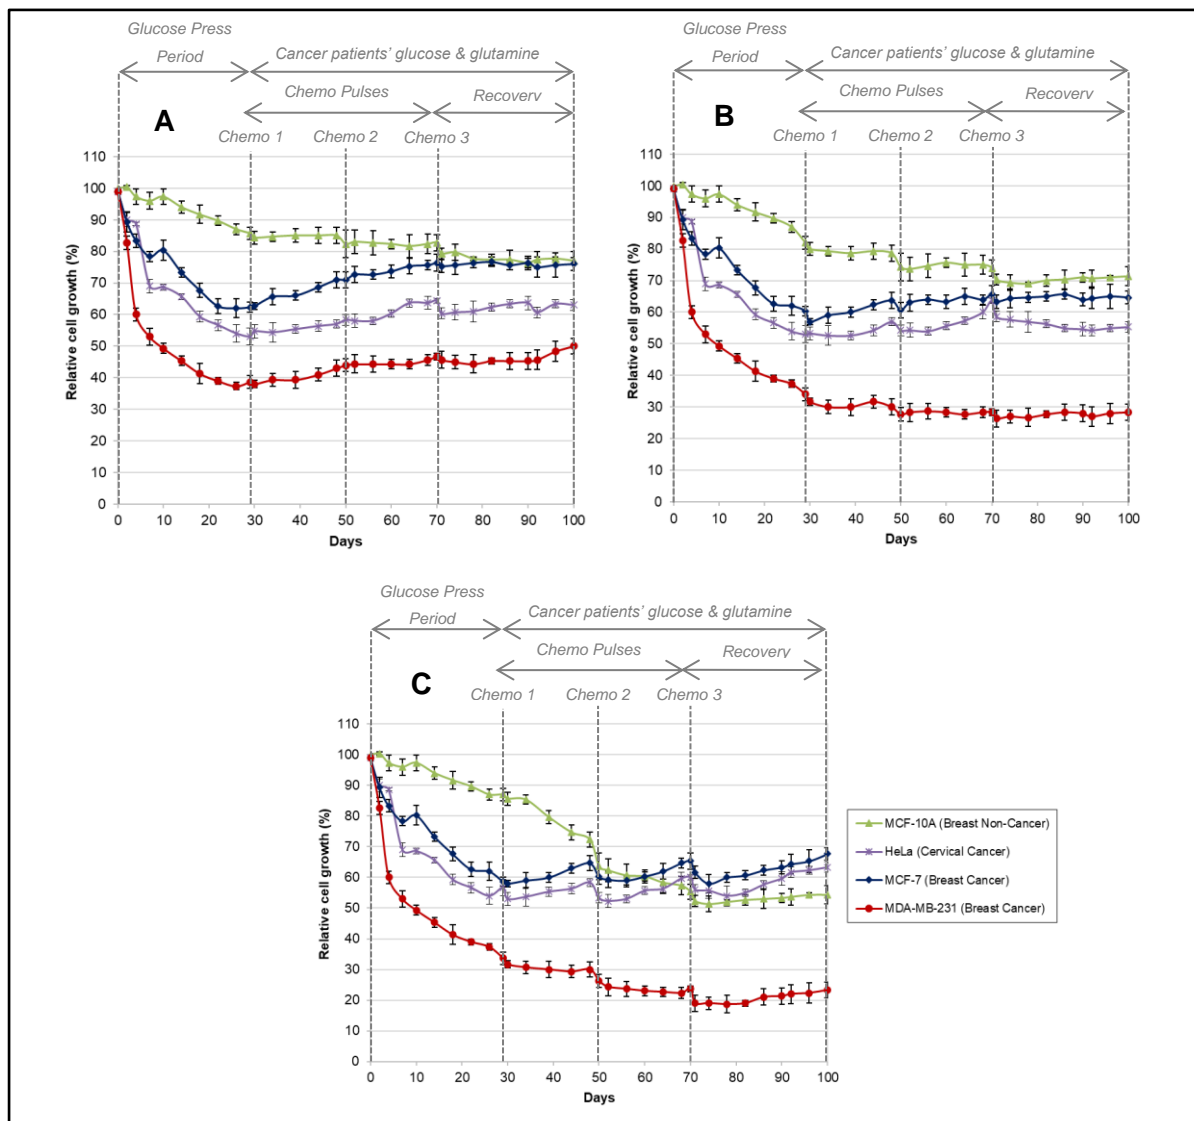 Glucose Press
Period
Cancer patients' glucose & glutamine
Chemo Pulses
Recovery
A
Chemo 1
Chemo 2
Chemo 3
110
100
90
80
70
60
50
40
30
20
10
0
Relative cell growth (%)
0 10 20 30 40 50 60 70 80 90 100
Days
Glucose Press
Period
Cancer patients' glucose & glutamine
Chemo Pulses
Recovery
B
Chemo 1
Chemo 2
Chemo 3
110
100
90
80
70
60
50
40
30
20
10
0
Relative cell growth (%)
0 10 20 30 40 50 60 70 80 90 100
Days
Glucose Press
Period
Cancer patients' glucose & glutamine
Chemo Pulses
Recovery
C
Chemo 1
Chemo 2
Chemo 3
110
100
90
80
70
60
50
40
30
20
10
0
Relative cell growth (%)
0 10 20 30 40 50 60 70 80 90 100
Days
MCF-10A (Breast Non-Cancer)
HeLa (Cervical Cancer)
MCF-7 (Breast Cancer)
MDA-MB-231 (Breast Cancer)